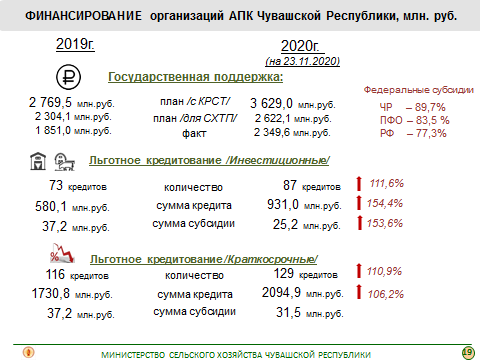 ФИНАНСИРОВАНИЕ организаций АПК Чувашской Республики, млн. руб.
2019г.
2020г.
(на 23.11.2020)
Государственная поддержка:
Федеральные субсидии
2 769,5 млн.руб. план /с КРСТ/ 3 629,0 млн.руб.
2 304,1 млн.руб. план /для СХТП/ 2 622,1 млн.руб.
1 851,0 млн.руб. факт 2 349,6 млн.руб.
ЧР – 89,7%
ПФО – 83,5 %
РФ – 77,3%
Льготное кредитование /Инвестиционные/
73 кредитов количество 87 кредитов 111,6%
580,1 млн.руб. сумма кредита 931,0 млн.руб. 154,4%
37,2 млн.руб. сумма субсидии 25,2 млн.руб. 153,6%
%
Льготное кредитование/Краткосрочные/
116 кредитов количество 129 кредитов 110,9%
1730,8 млн.руб. сумма кредита 2094,9 млн.руб. 106,2%
37,2 млн.руб. сумма субсидии 31,5 млн.руб.
МИНИСТЕРСТВО СЕЛЬСКОГО ХОЗЯЙСТВА ЧУВАШСКОЙ РЕСПУБЛИКИ
19